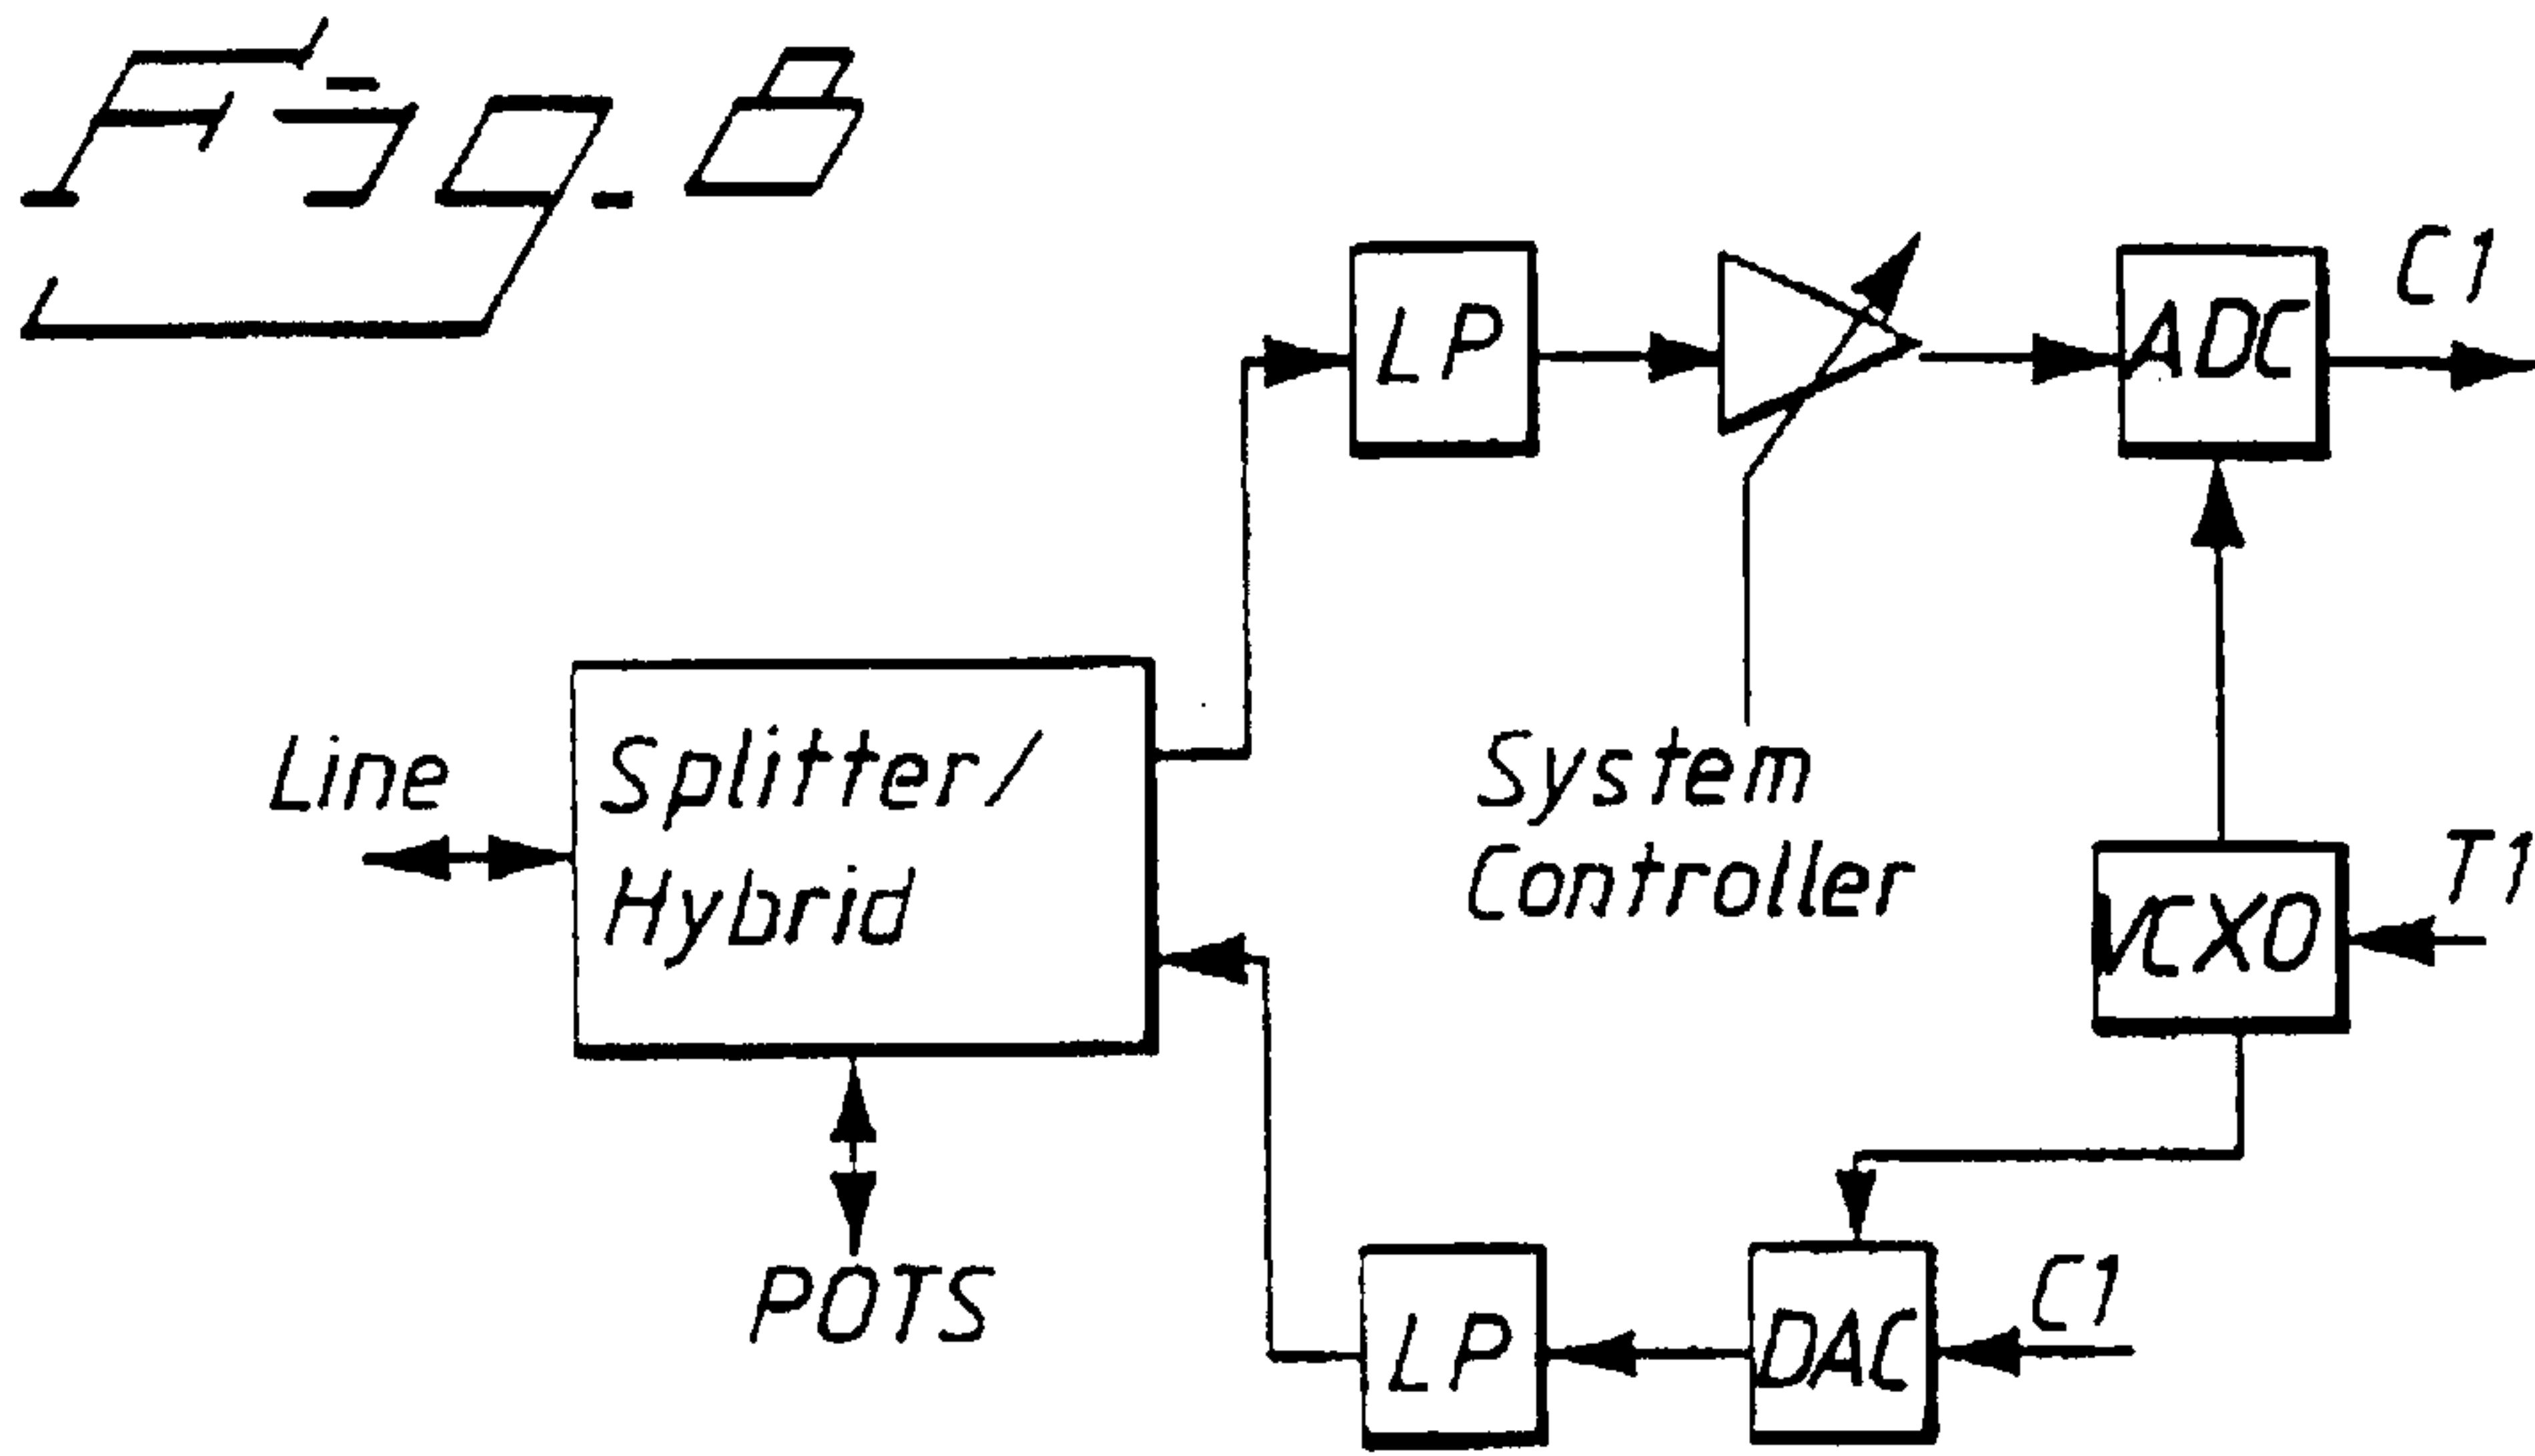 Fig. 8
LP
ADC
C1
Line
Splitter/
Hybrid
System
Controller
T1
VCXO
POTS
LP
DAC
C1